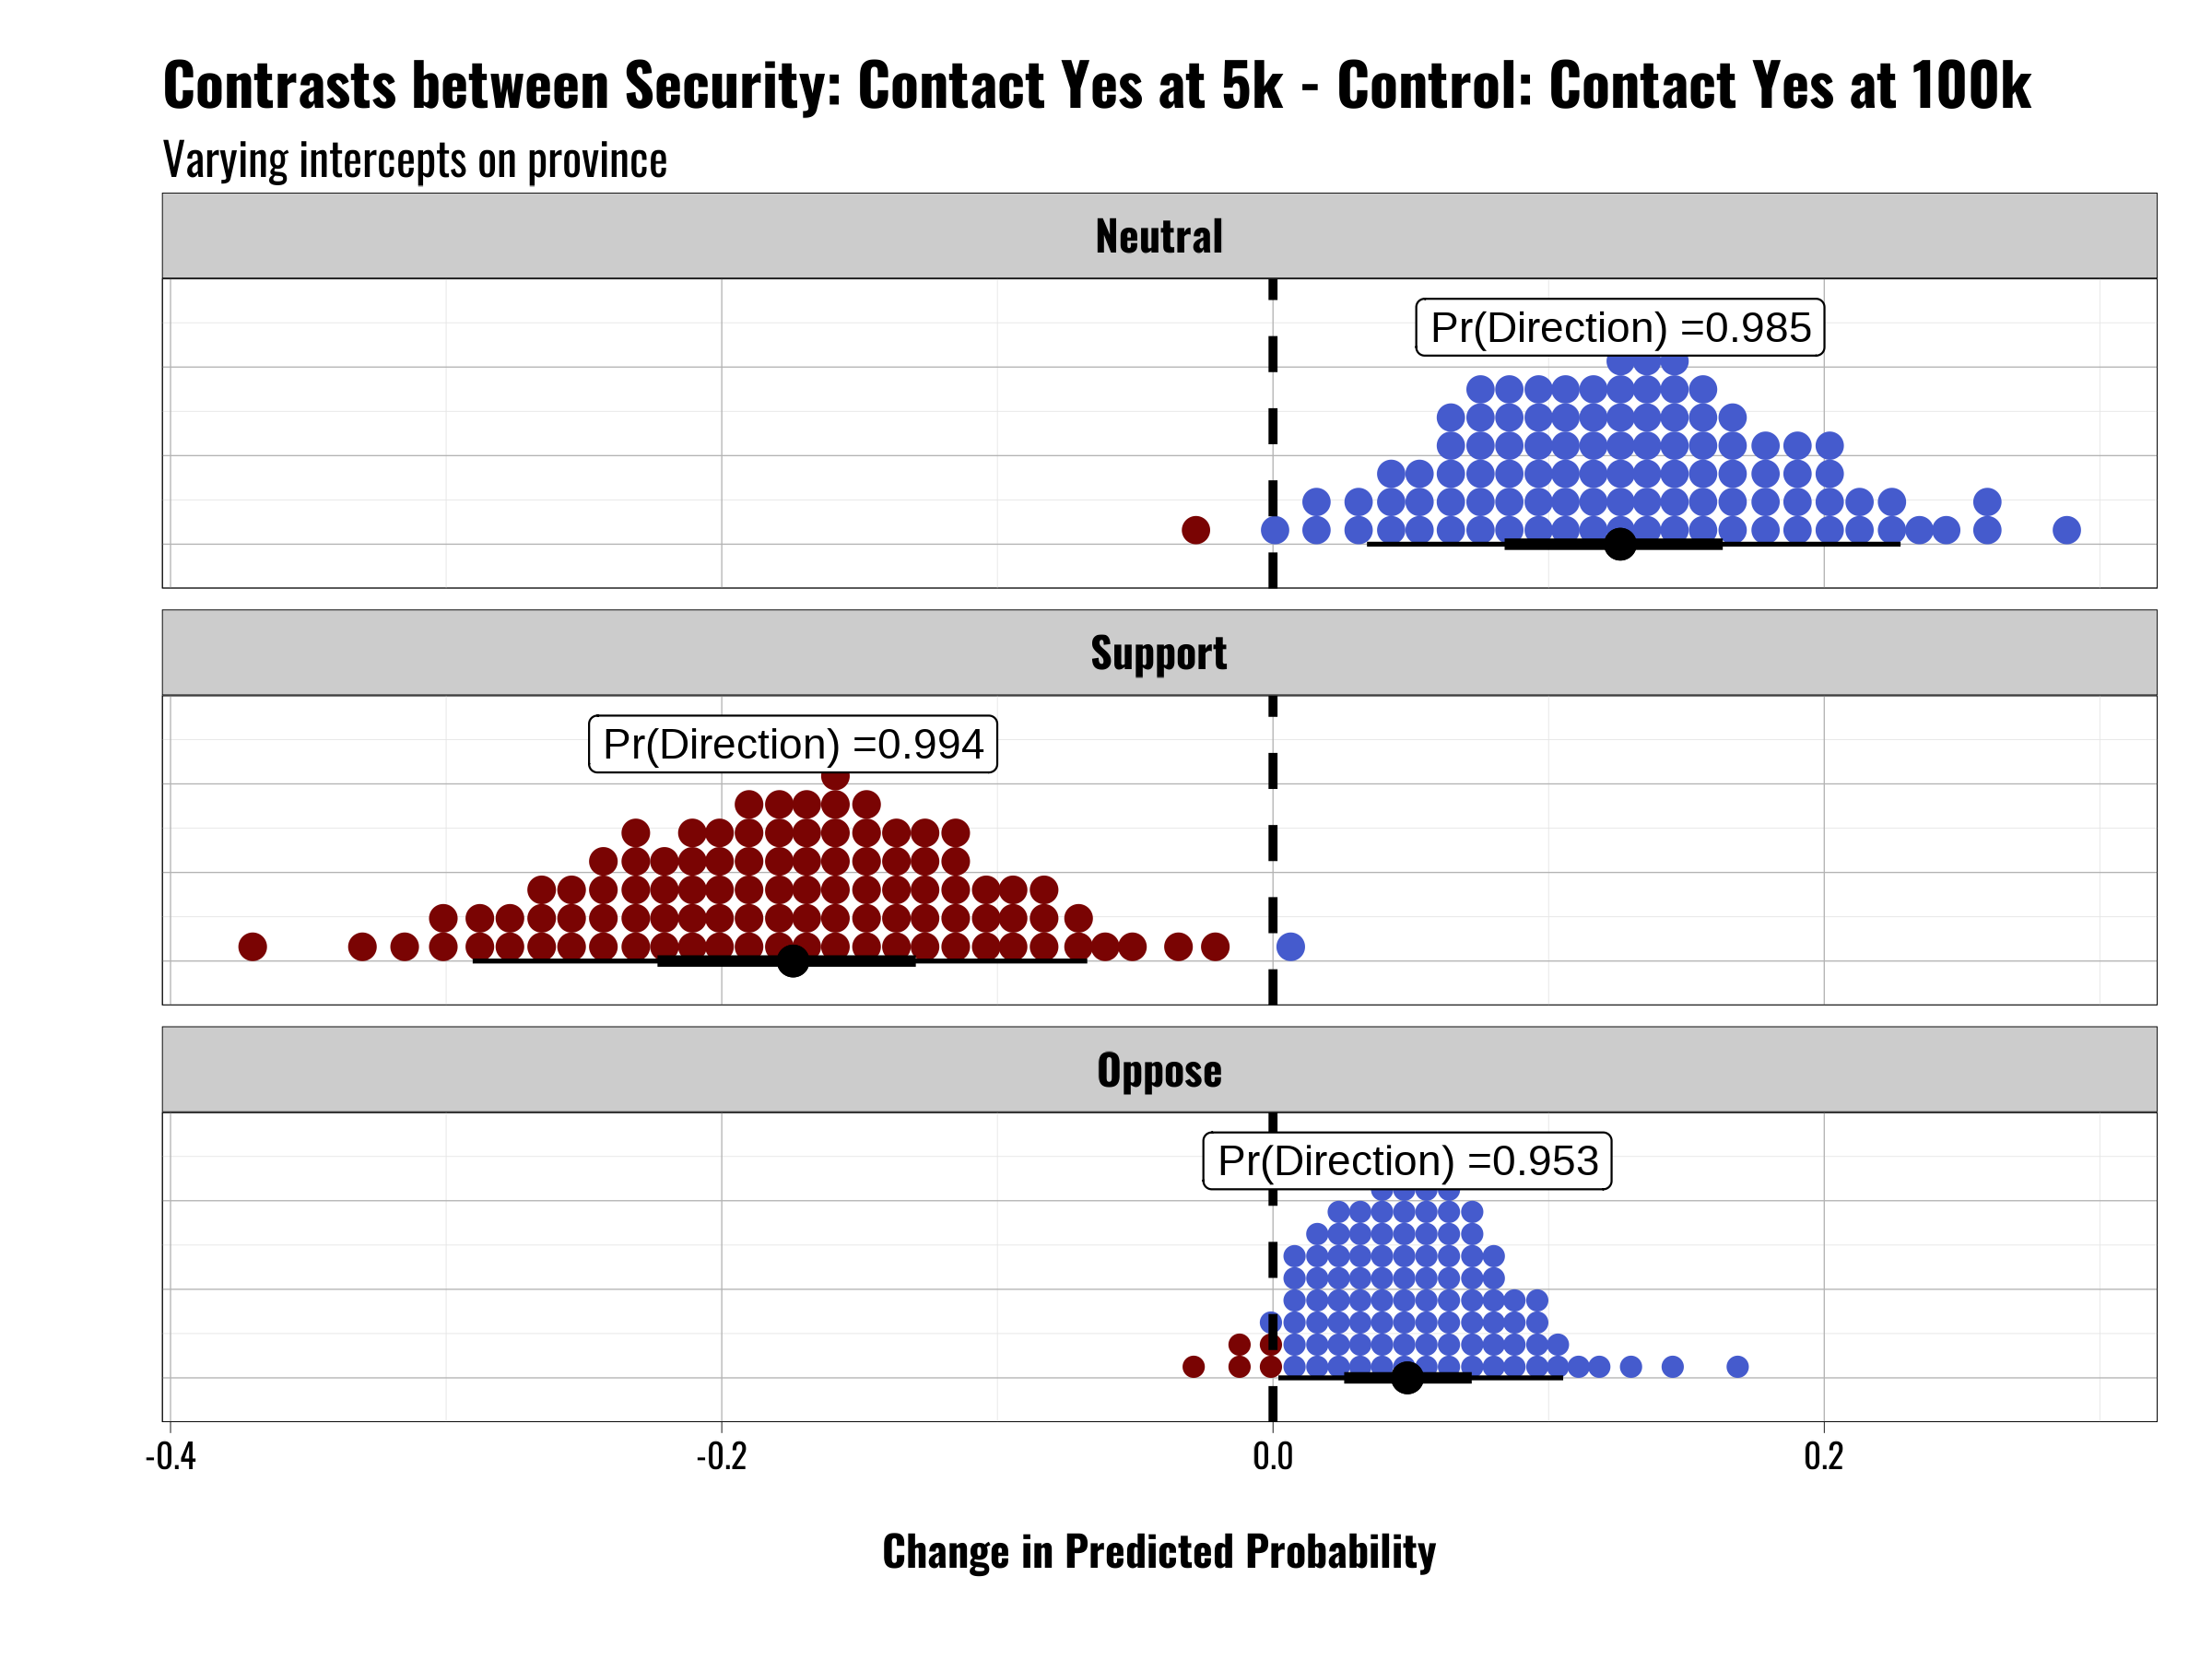 Contrasts between Security: Contact Yes at 5k - Control: Contact Yes at 100k
Varying intercepts on province
Neutral
Pr(Direction) =0.985
Support
Pr(Direction) =0.994
Oppose
Pr(Direction) =0.953
-0.4 -0.2 0.0 0.2
Change in Predicted Probability